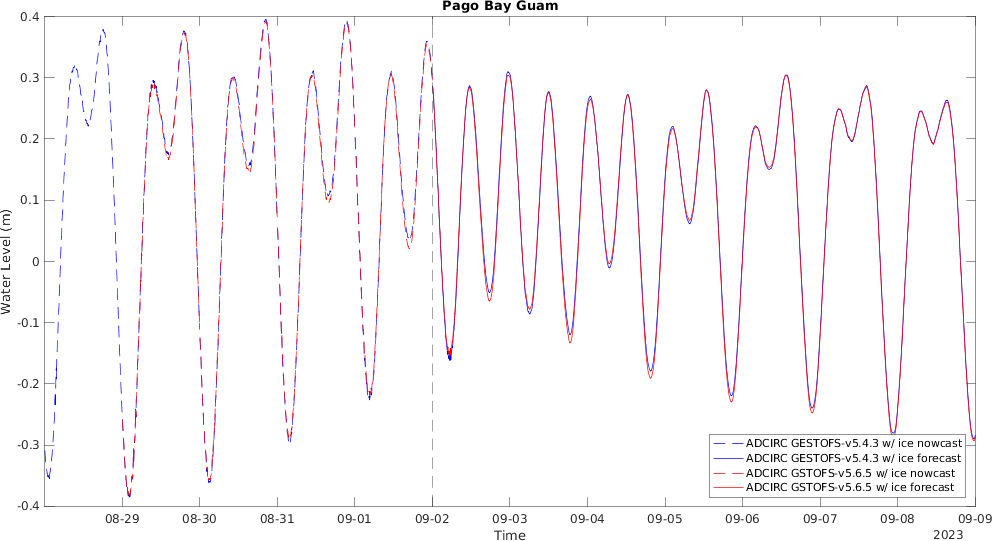 Pago Bay Guam
0.4
0.3
0.2
0.1
0
-0.1
-0.2
-0.3
-0.4
Water Level (m)
ADCIRC GESTOFS-v5.4.3 w/ ice nowcast
ADCIRC GESTOFS-v5.4.3 w/ ice forecast
ADCIRC GSTOFS-v5.6.5 w/ ice nowcast
ADCIRC GSTOFS-v5.6.5 w/ ice forecast
08-29 08-30 08-31 09-01 09-02 09-03 09-04 09-05 09-06 09-07 09-08 09-09
Time
2023